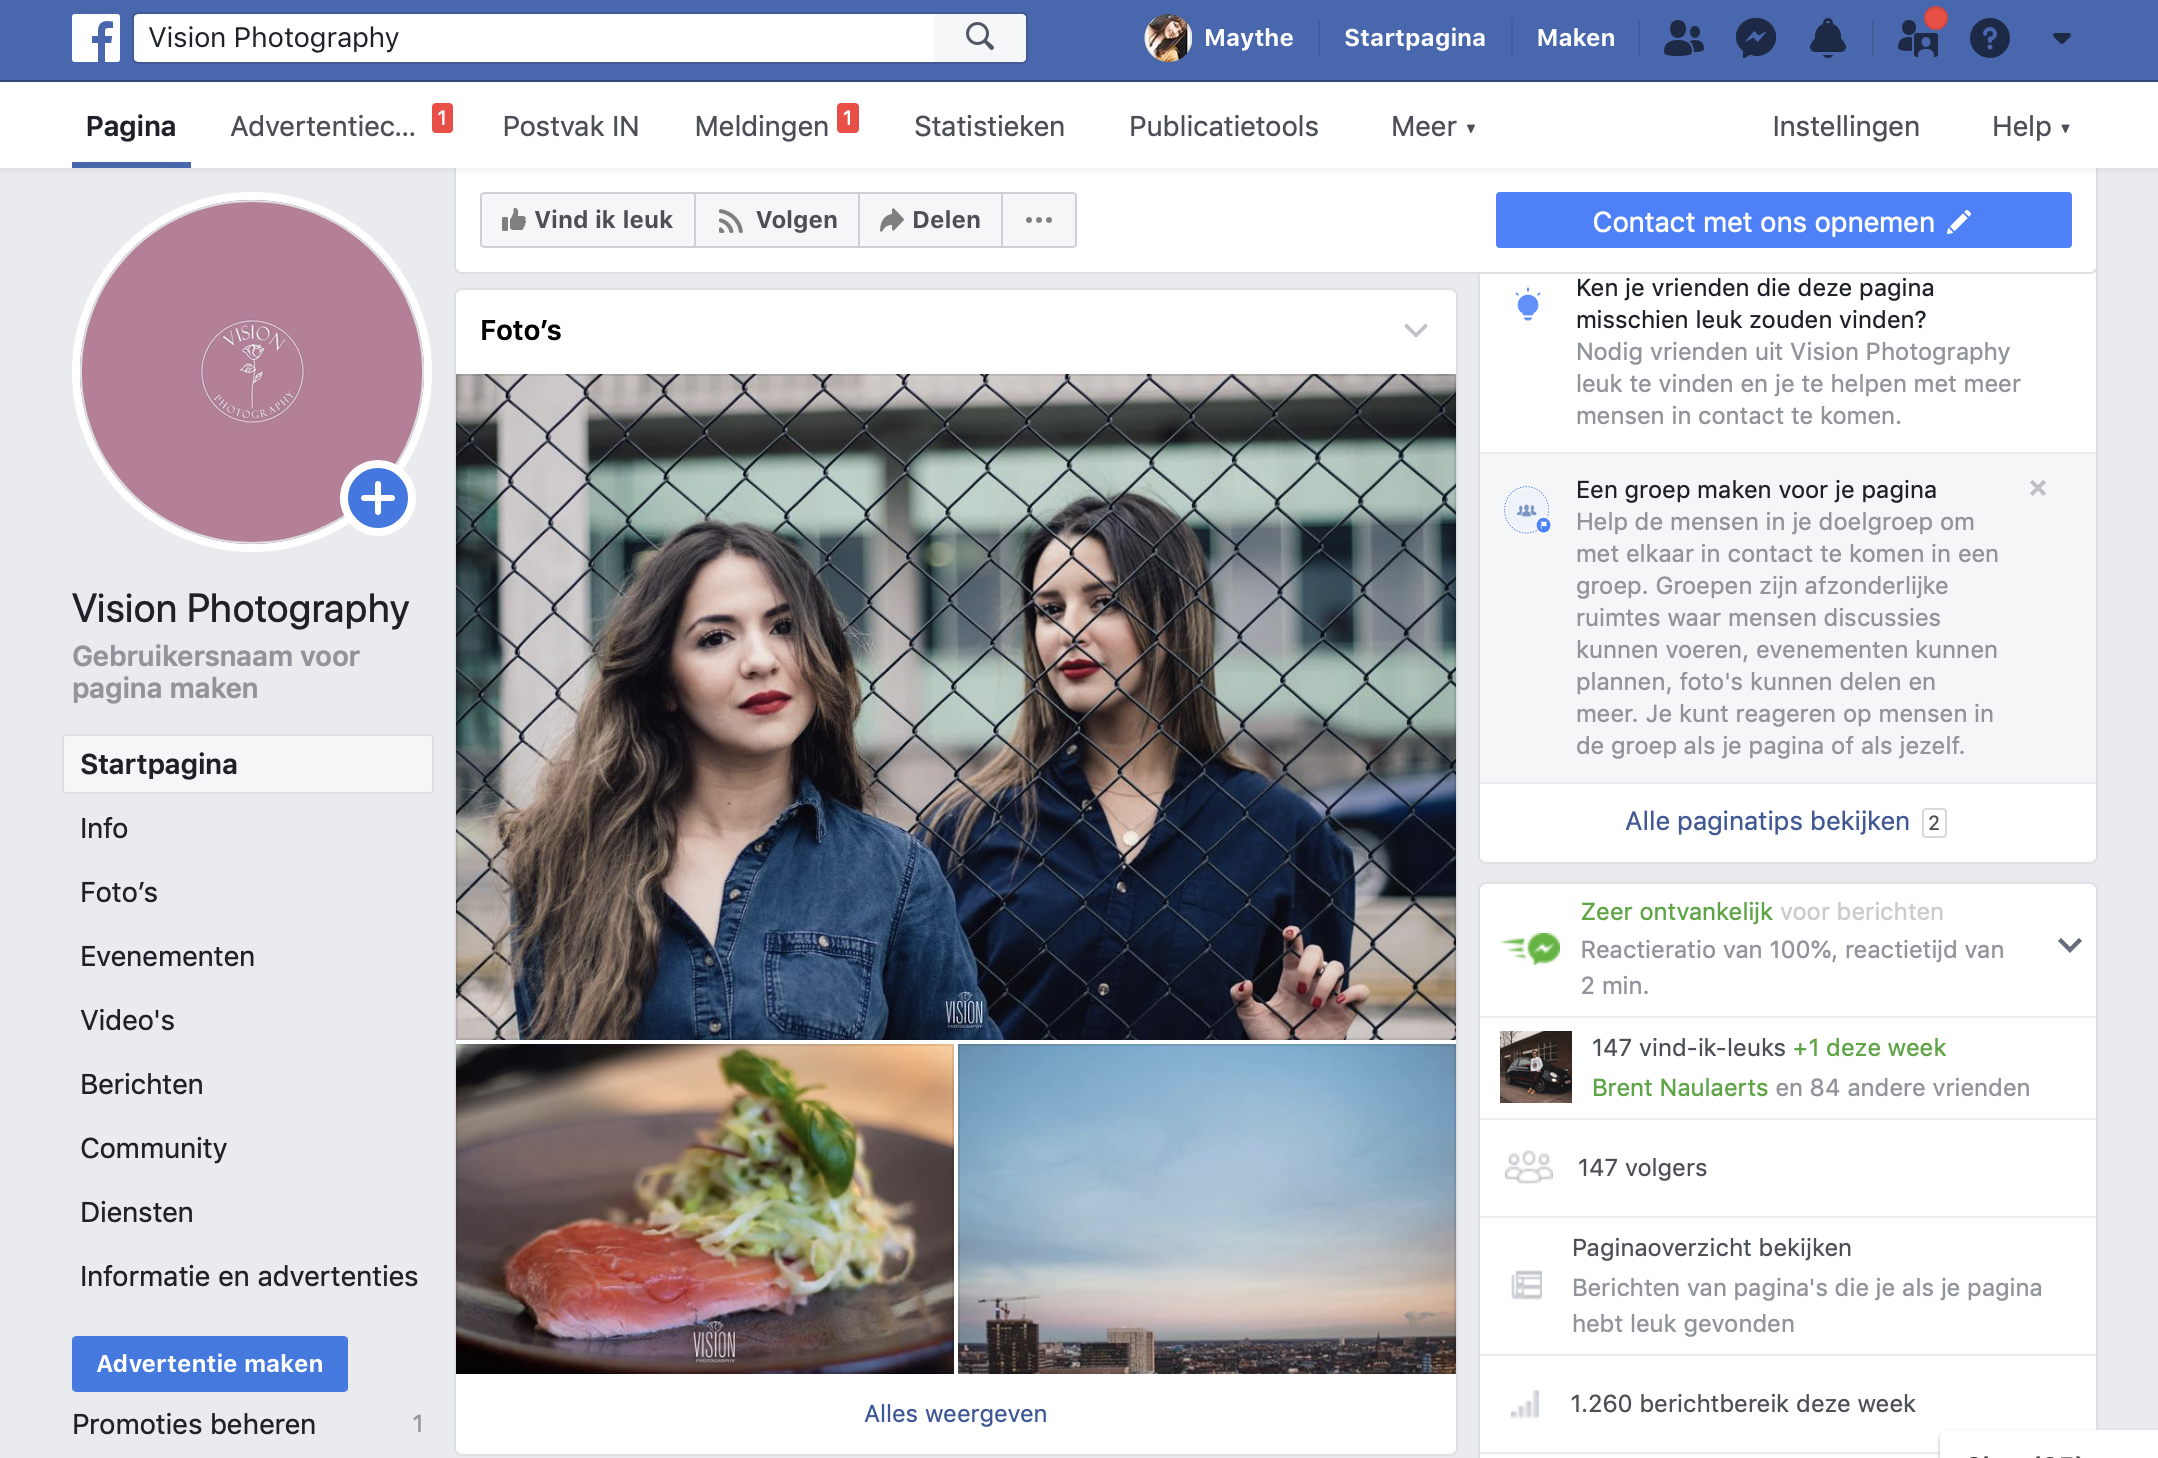 Vision Photography
Maythe
Startpagina
Maken
Pagina
Advertentiec...
1
Postvak IN
Meldingen
1
Statistieken
Publicatietools
Meer
Instellingen
Help
VISION
PHOTOGRAPHY
Vision Photography
Gebruikersnaam voor
pagina maken
Startpagina
Info
Foto's
Evenementen
Video's
Berichten
Community
Diensten
Informatie en advertenties
Advertentie maken
Promoties beheren 1
Vind ik leuk
Volgen
Delen
Contact met ons opnemen
Foto's
VISION
PHOTOGRAPHY
VISION
PHOTOGRAPHY
Alles weergeven
Ken je vrienden die deze pagina
misschien leuk zouden vinden?
Nodig vrienden uit Vision Photography
leuk te vinden en je te helpen met meer
mensen in contact te komen.
Een groep maken voor je pagina
Help de mensen in je doelgroep om
met elkaar in contact te komen in een
groep. Groepen zijn afzonderlijke
ruimtes waar mensen discussies
kunnen voeren, evenementen kunnen
plannen, foto's kunnen delen en
meer. Je kunt reageren op mensen in
de groep als je pagina of als jezelf.
Alle paginatips bekijken 2
Zeer ontvankelijk voor berichten
Reactieratio van 100%, reactietijd van
2 min.
147 vind-ik-leuks +1 deze week
Brent Naulaerts en 84 andere vrienden
147 volgers
Paginaoverzicht bekijken
Berichten van pagina's die je als je pagina
hebt leuk gevonden
1.260 berichtbereik deze week